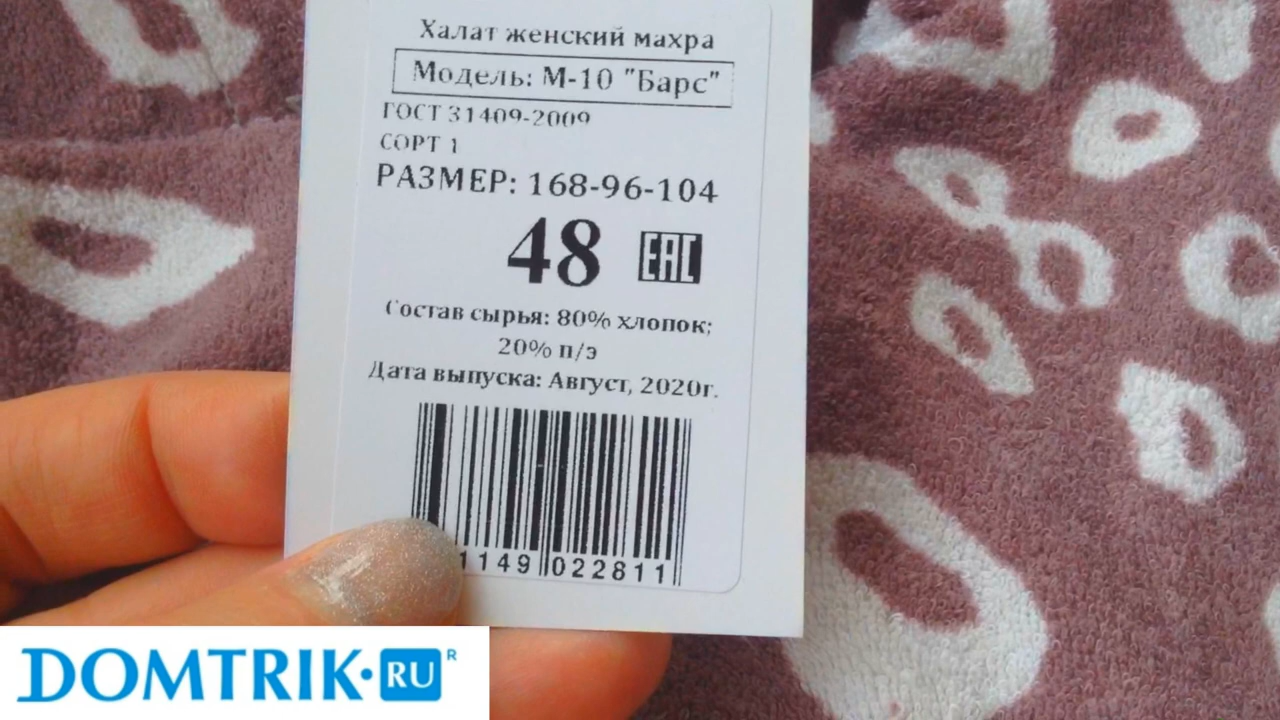 Халат женский махра
Модель: М-10 "Барс"
ГОСТ 31409-2009
СОРТ 1
РАЗМЕР: 168-96-104
48 EAC
Состав сырья: 80% хлопок;
20% п/э
Дата выпуска: Август, 2020г.
1149 022811
DOMTRIK·RU R